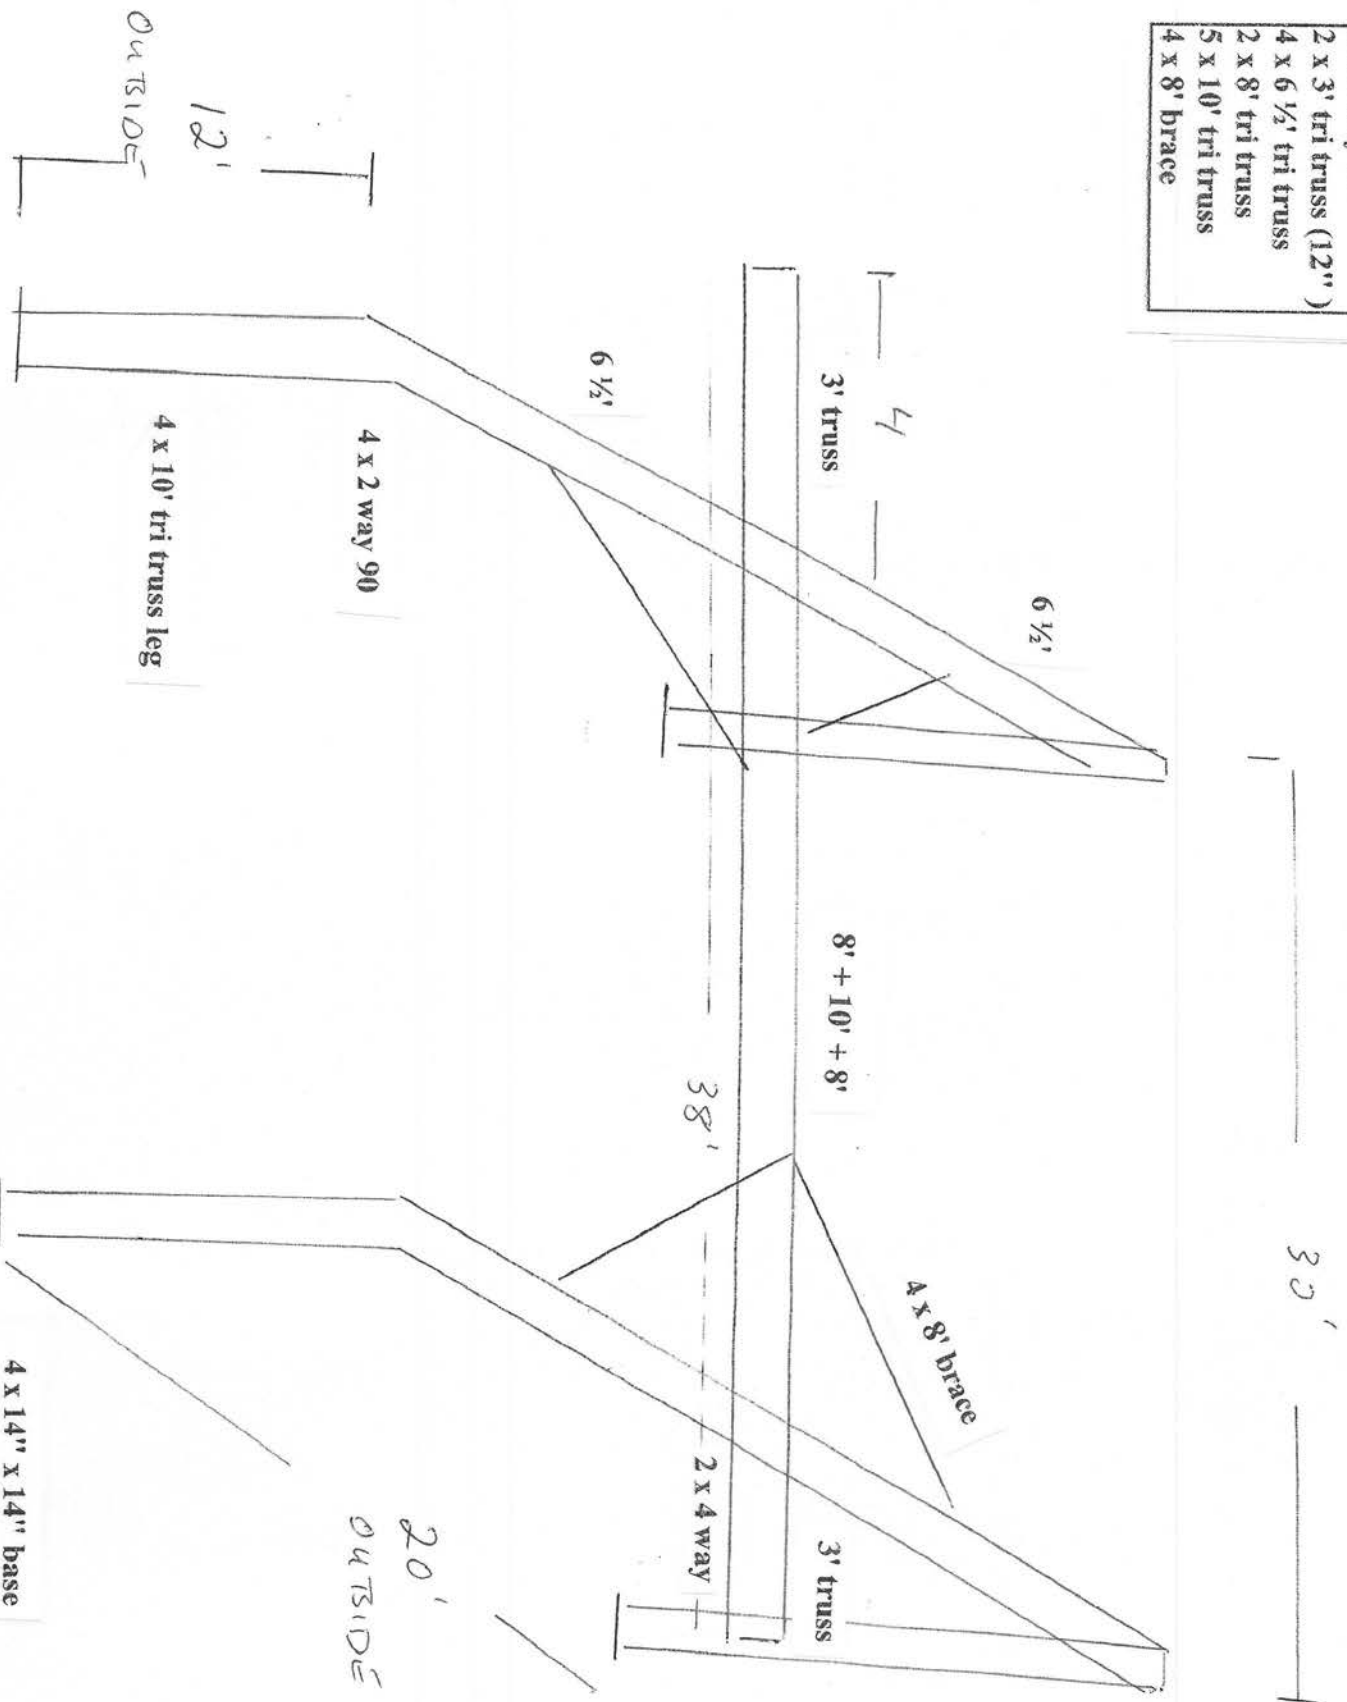 2 x 3' tri truss (12")
4 x 6 ½' tri truss
2 x 8' tri truss
5 x 10' tri truss
4 x 8' brace
30'
6 ½'
4
3' truss
8' + 10' + 8'
4 x 8' brace
3' truss
6 ½'
38'
2 x 4 way
4 x 2 way 90
12'
OUTSIDE
4 x 10' tri truss leg
20'
OUTSIDE
4 x 14" x 14" base